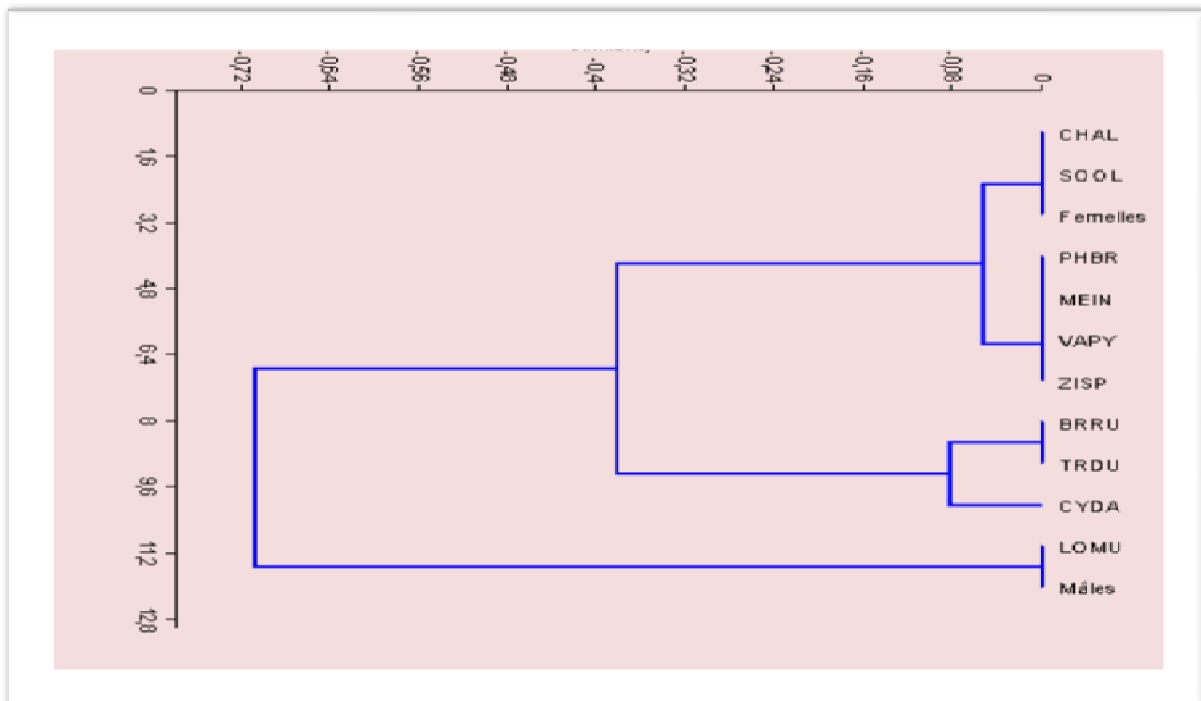 -0,72
-0,64
-0,56
-0,48
-0,4
-0,32
-0,24
-0,16
-0,08
0
0
1,6
3,2
4,8
6,4
8
9,6
11,2
12,8
CHAL
SOOL
Femelles
PHBR
MEIN
VAPY
ZISP
BRRU
TRDU
CYDA
LOMU
Mâles